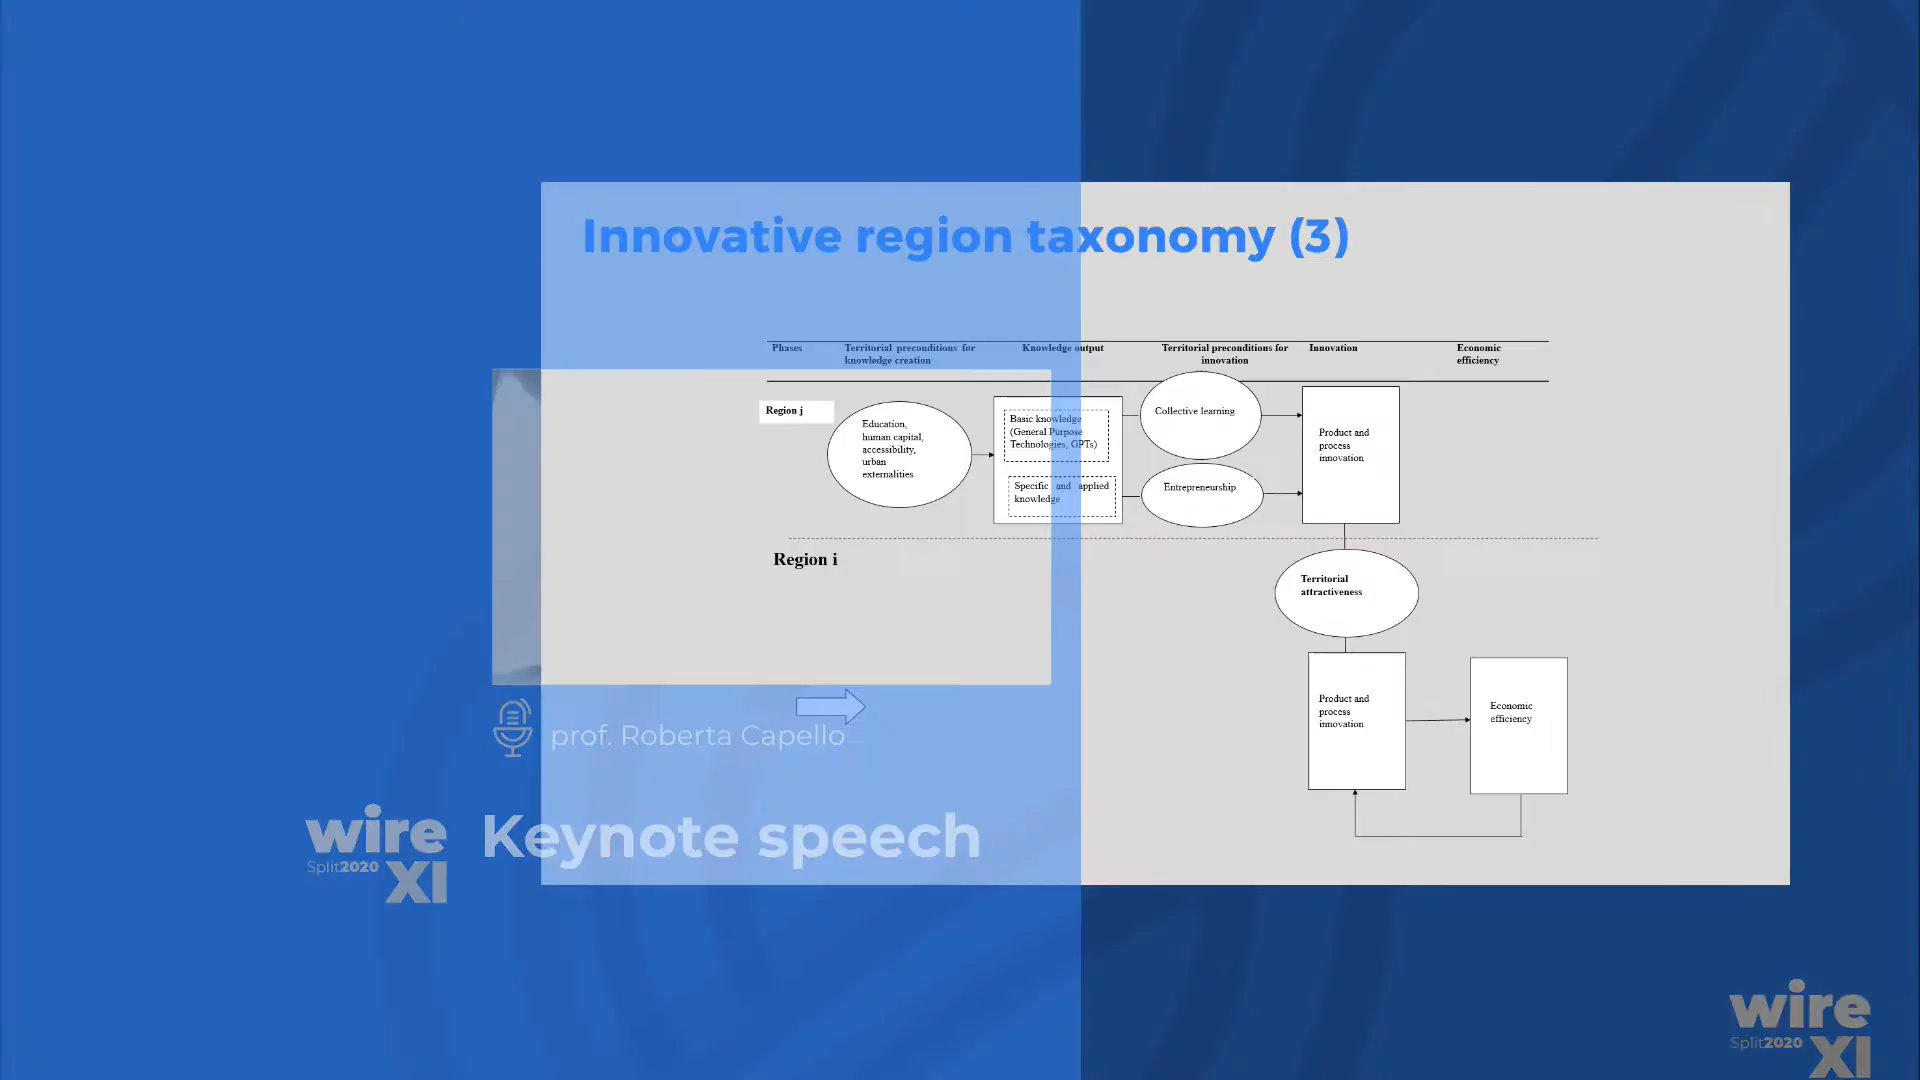 Innovative region taxonomy (3)
Phases
Territorial preconditions for
knowledge creation
Knowledge output
Territorial preconditions for
innovation
Innovation
Economic
efficiency
Region j
Education,
human capital,
accessibility,
urban
externalities
Basic knowledge
(General Purpose
Technologies, GPTs)
Specific and applied
knowledge
Collective learning
Entrepreneurship
Product and
process
innovation
Region i
Territorial
attractiveness
Product and
process
innovation
Economic
efficiency
prof. Roberta Capello
Keynote speech
wire
Split2020
XI
wire
Split2020
XI